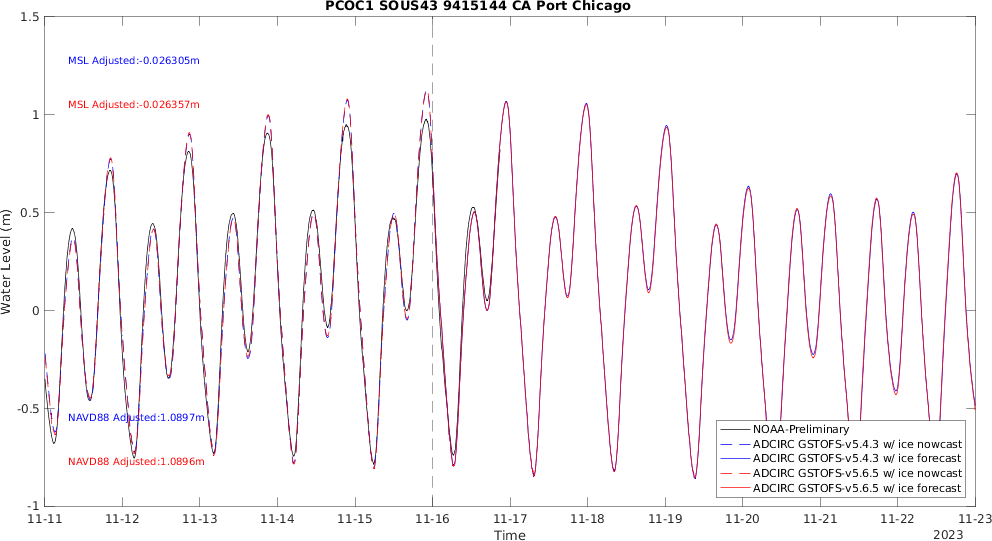 PCOC1 SOUS43 9415144 CA Port Chicago
1.5
MSL Adjusted:-0.026305m
MSL Adjusted:-0.026357m
1
0.5
Water Level (m)
0
-0.5
NAVD88 Adjusted:1.0897m
NAVD88 Adjusted:1.0896m
NOAA-Preliminary
ADCIRC GSTOFS-v5.4.3 w/ ice nowcast
ADCIRC GSTOFS-v5.4.3 w/ ice forecast
ADCIRC GSTOFS-v5.6.5 w/ ice nowcast
ADCIRC GSTOFS-v5.6.5 w/ ice forecast
-1
11-11 11-12 11-13 11-14 11-15 11-16 11-17 11-18 11-19 11-20 11-21 11-22 11-23
Time
2023